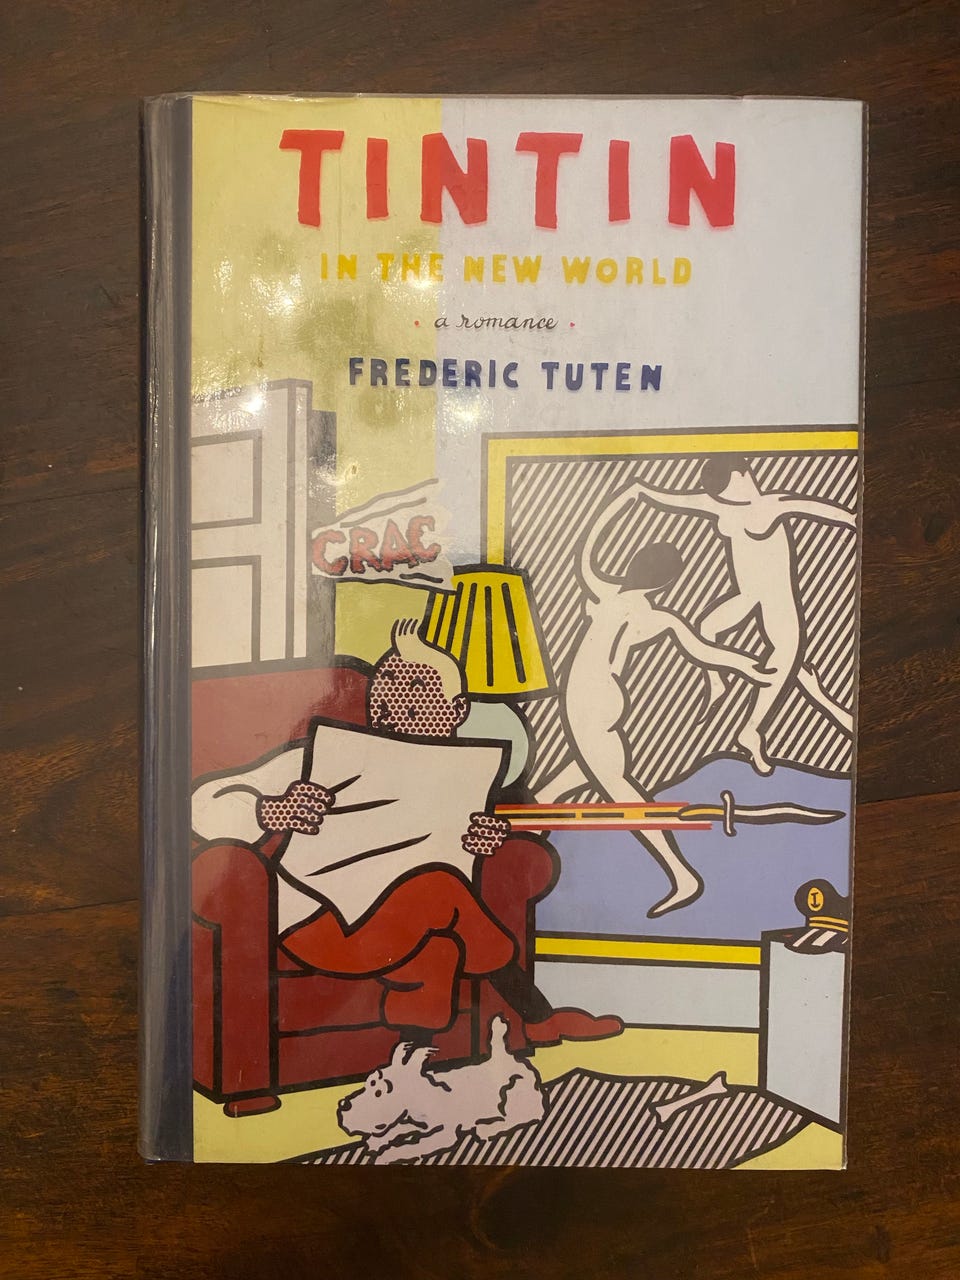 TINTIN
IN THE NEW WORLD
• a romance •
FREDERIC TUTEN
CRAC